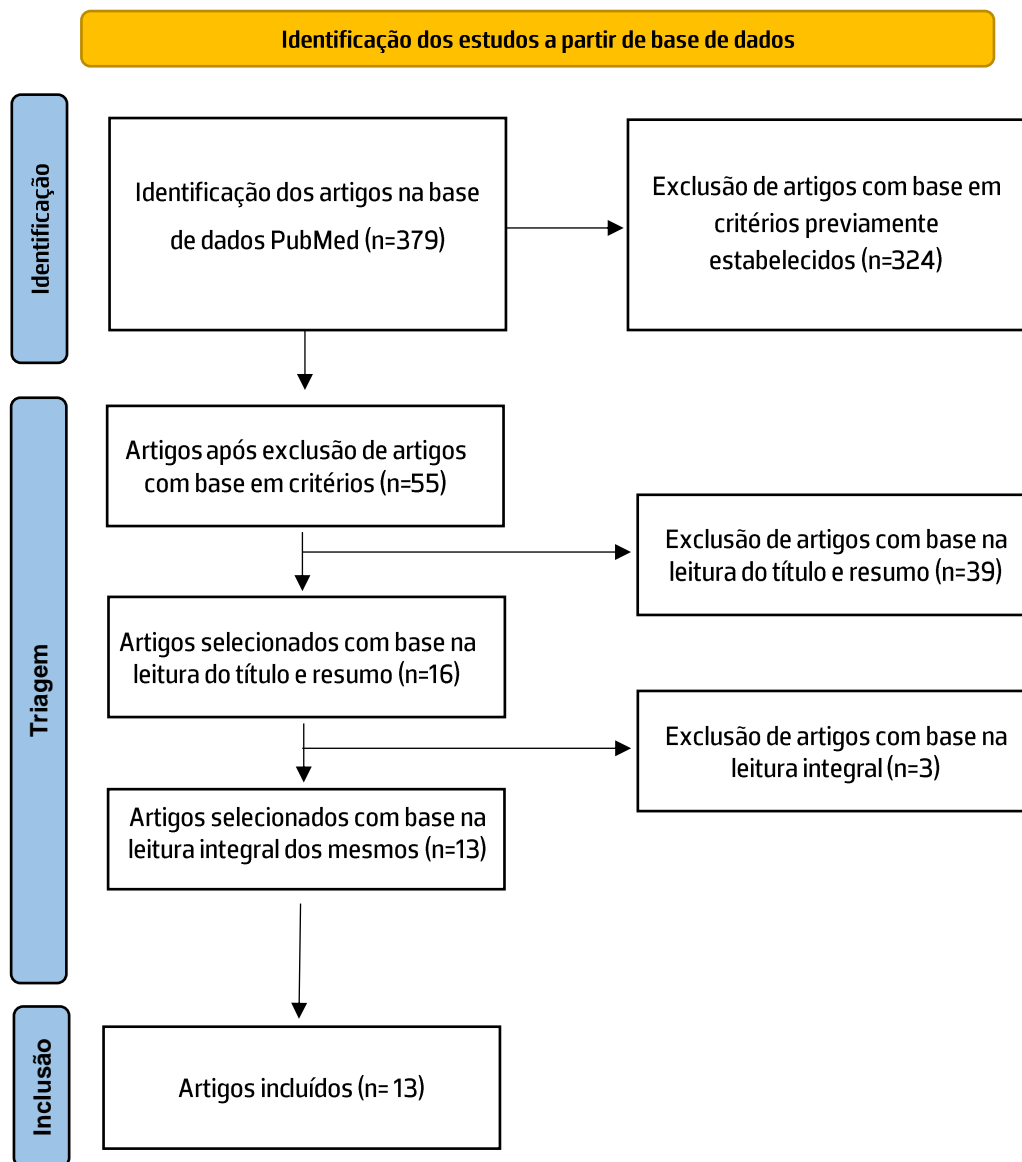 Identificação dos estudos a partir de base de dados
Identificação
Identificação dos artigos na base
de dados PubMed (n=379)
Exclusão de artigos com base em
critérios previamente
estabelecidos (n=324)
Triagem
Artigos após exclusão de artigos
com base em critérios (n=55)
Exclusão de artigos com base na
leitura do título e resumo (n=39)
Artigos selecionados com base na
leitura do título e resumo (n=16)
Exclusão de artigos com base na
leitura integral (n=3)
Artigos selecionados com base na
leitura integral dos mesmos (n=13)
Inclusão
Artigos incluídos (n= 13)